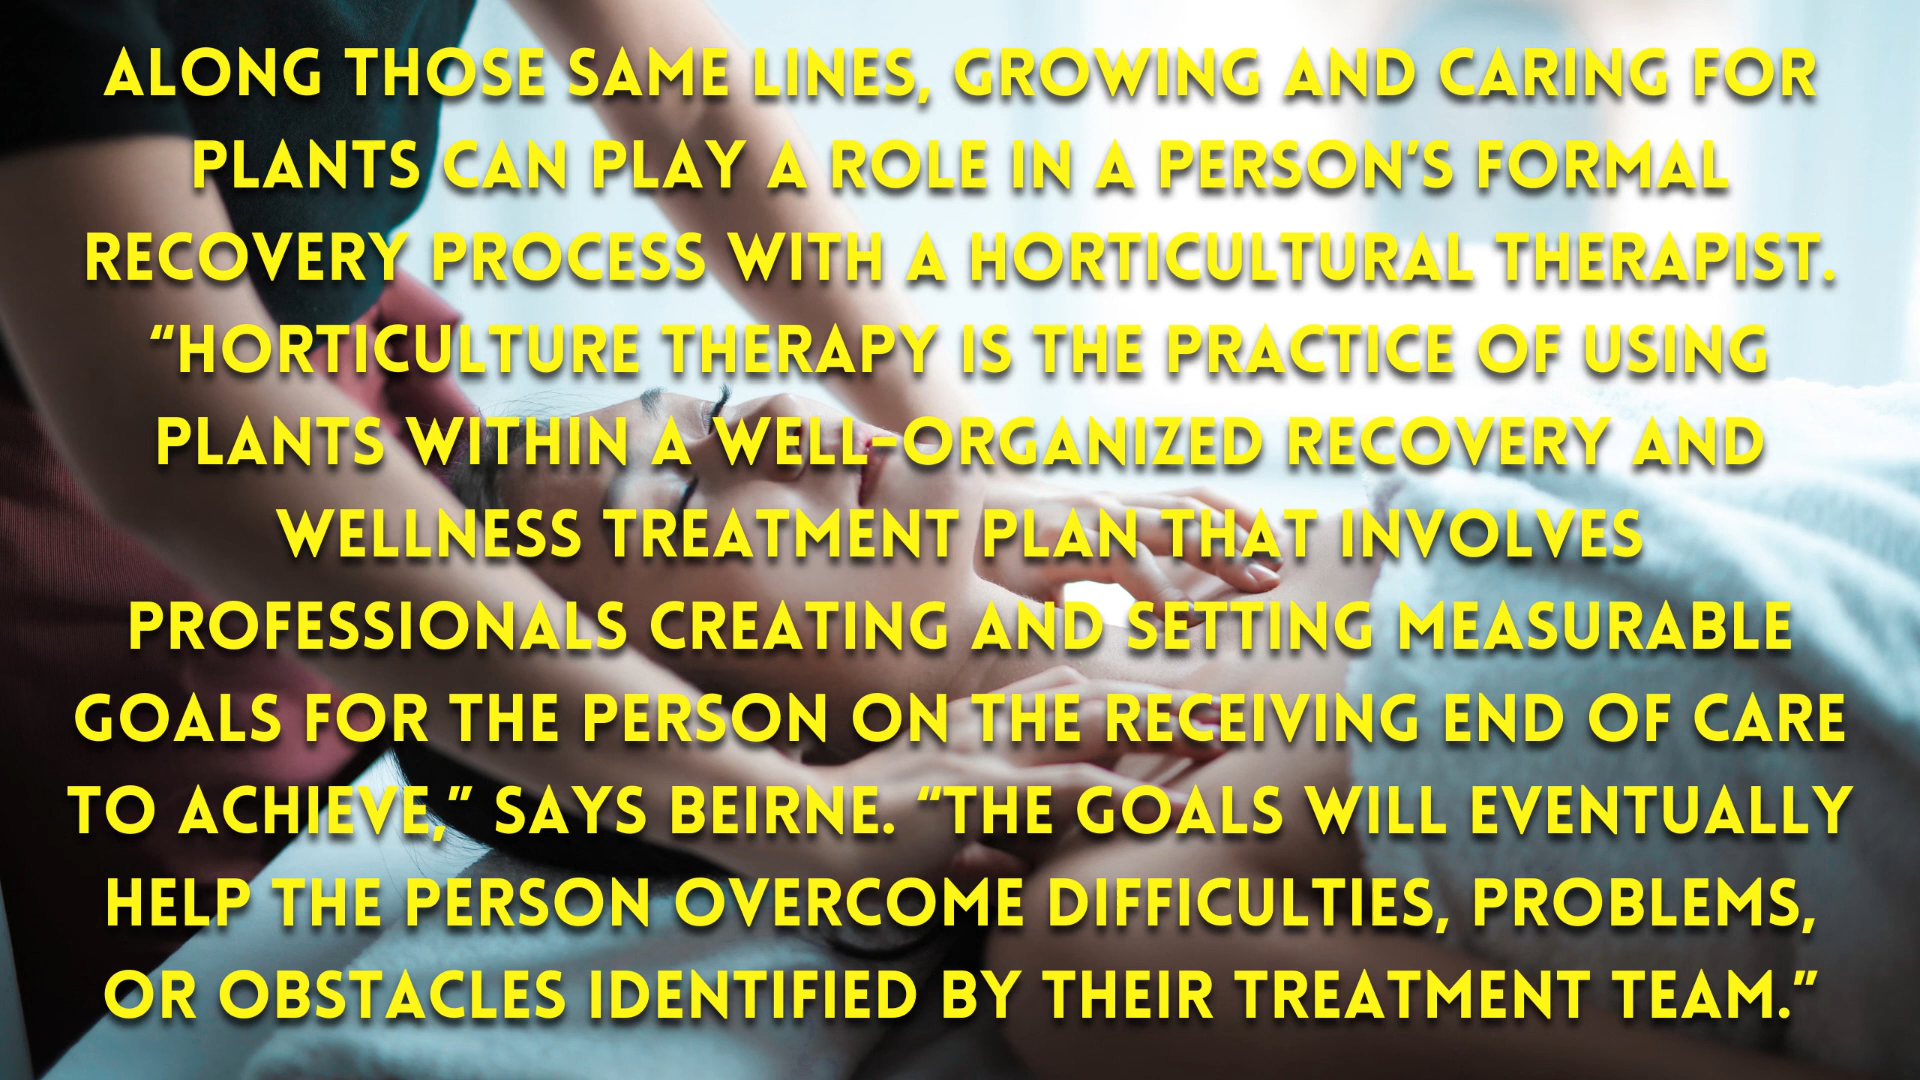 ALONG THOSE SAME LINES, GROWING AND CARING FOR
PLANTS CAN PLAY A ROLE IN A PERSON'S FORMAL
RECOVERY PROCESS WITH A HORTICULTURAL THERAPIST.
“HORTICULTURE THERAPY IS THE PRACTICE OF USING
PLANTS WITHIN A WELL-ORGANIZED RECOVERY AND
WELLNESS TREATMENT PLAN THAT INVOLVES
PROFESSIONALS CREATING AND SETTING MEASURABLE
GOALS FOR THE PERSON ON THE RECEIVING END OF CARE
TO ACHIEVE,” SAYS BEIRNE. “THE GOALS WILL EVENTUALLY
HELP THE PERSON OVERCOME DIFFICULTIES, PROBLEMS,
OR OBSTACLES IDENTIFIED BY THEIR TREATMENT TEAM.”